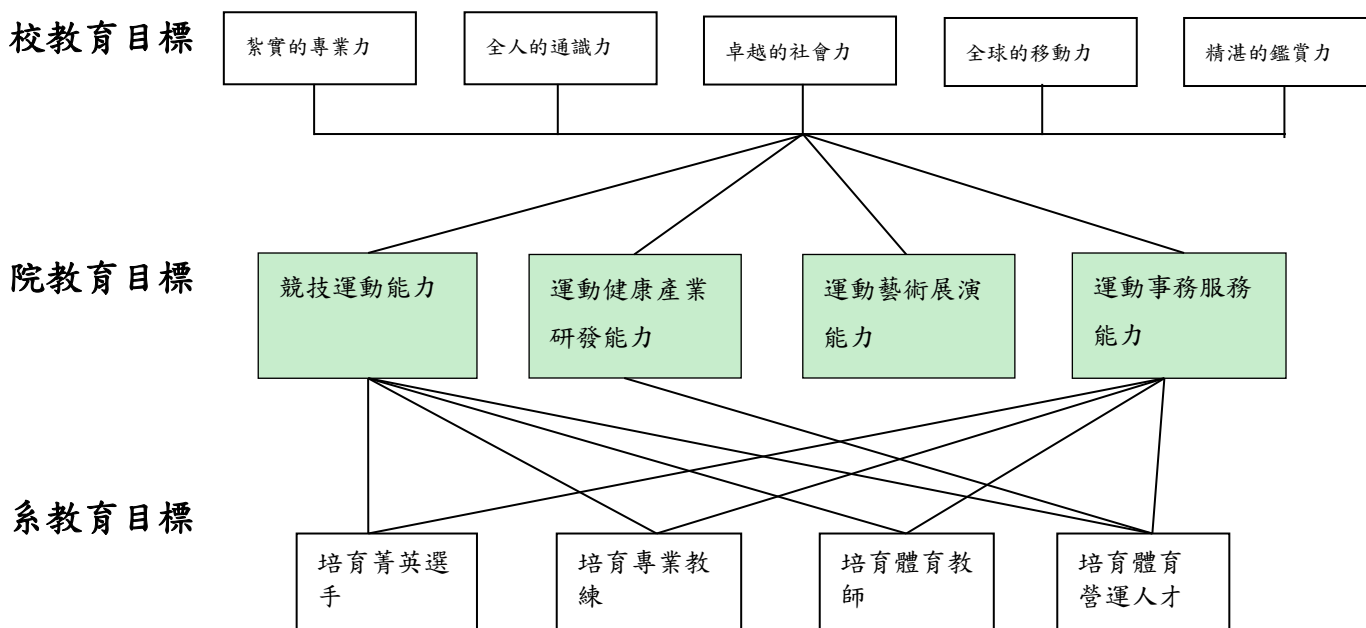 校教育目標
紮實的專業力
全人的通識力
卓越的社會力
全球的移動力
精湛的鑑賞力
院教育目標
競技運動能力
運動健康產業
研發能力
運動藝術展演
能力
運動事務服務
能力
系教育目標
培育菁英選
手
培育專業教
練
培育體育教
師
培育體育
營運人才